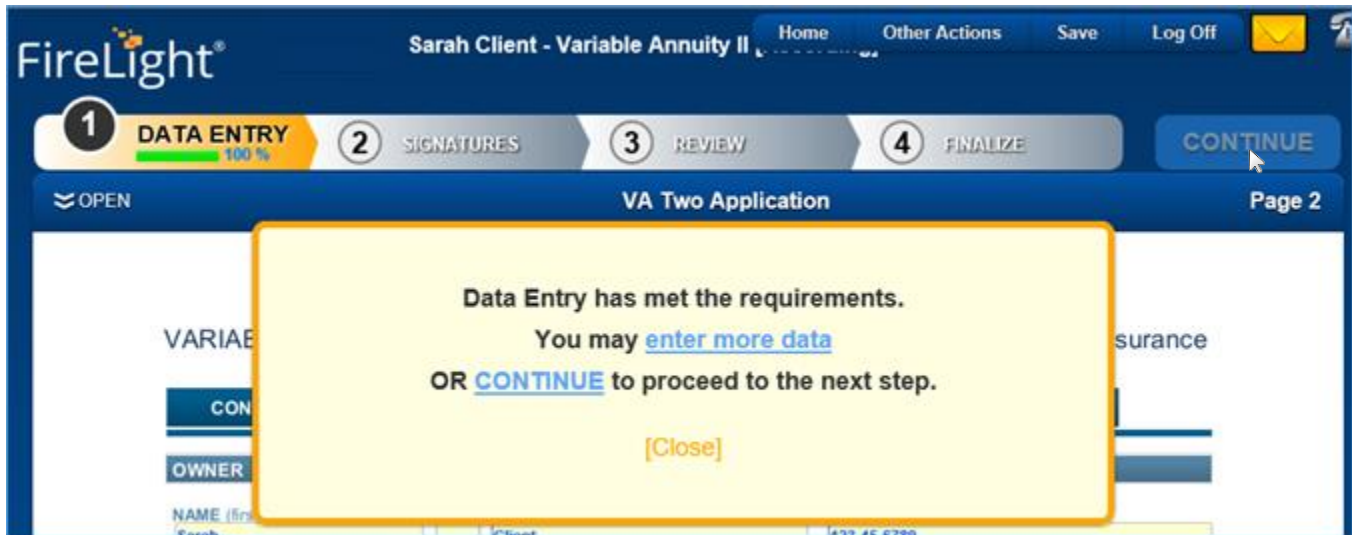 FireLight®
Sarah Client - Variable Annuity II
Home Other Actions Save Log Off
1 DATA ENTRY 100 %
2 SIGNATURES
3 REVIEW
4 FINALIZE
CONTINUE
OPEN
VA Two Application
Page 2
Data Entry has met the requirements.
You may enter more data
OR CONTINUE to proceed to the next step.
[Close]
VARIAB
surance
CON
OWNER
NAME (firs
Sarah Client 123-45-6789